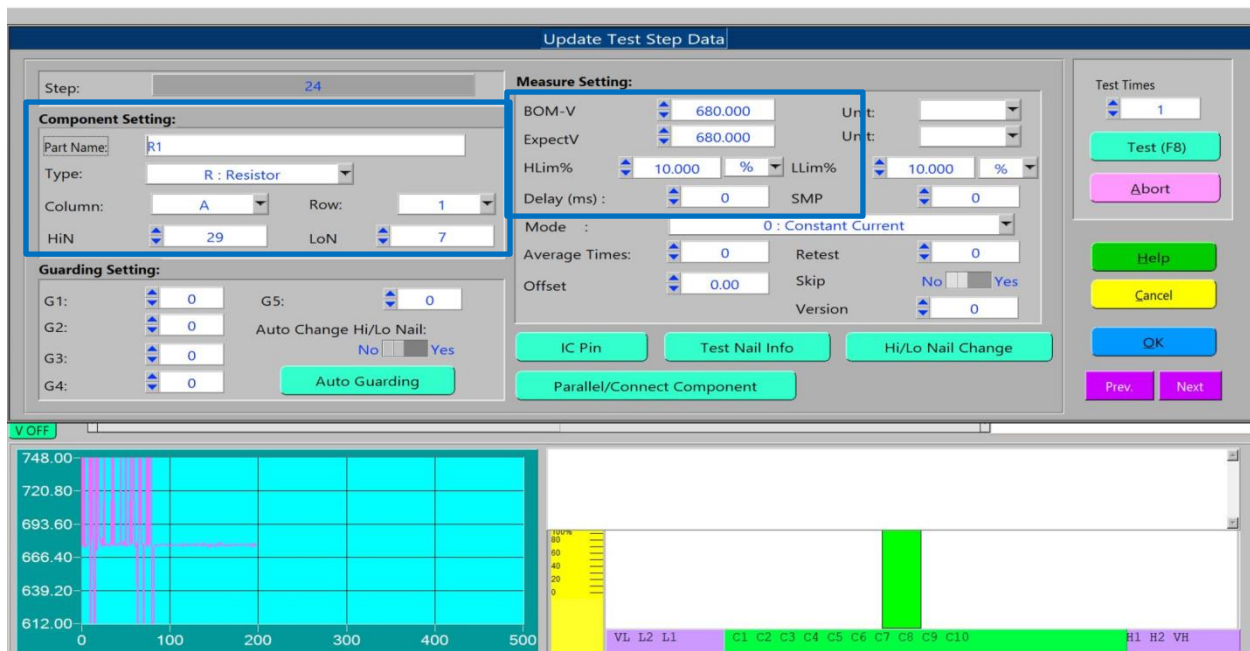 Update Test Step Data
Step: 24
Component Setting:
Part Name: R1
Type: R : Resistor
Column: A Row: 1
HiN 29 LoN 7
Guarding Setting:
G1: 0 G5: 0
G2: 0 Auto Change Hi/Lo Nail:
G3: 0 No Yes
G4: 0 Auto Guarding
Measure Setting:
BOM-V 680.000 Unit:
ExpectV 680.000 Unit:
HLim% 10.000 % LLim% 10.000 %
Delay (ms) : 0 SMP 0
Mode : 0 : Constant Current
Average Times: 0 Retest 0
Offset 0.00 Skip No Yes
Version 0
IC Pin Test Nail Info Hi/Lo Nail Change
Parallel/Connect Component
Test Times
1
Test (F8)
Abort
Help
Cancel
OK
Prev. Next
V OFF
748.00
720.80
693.60
666.40
639.20
612.00
0 100 200 300 400 500
100%
80
60
40
20
0
VL L2 L1 C1 C2 C3 C4 C5 C6 C7 C8 C9 C10 H1 H2 VH